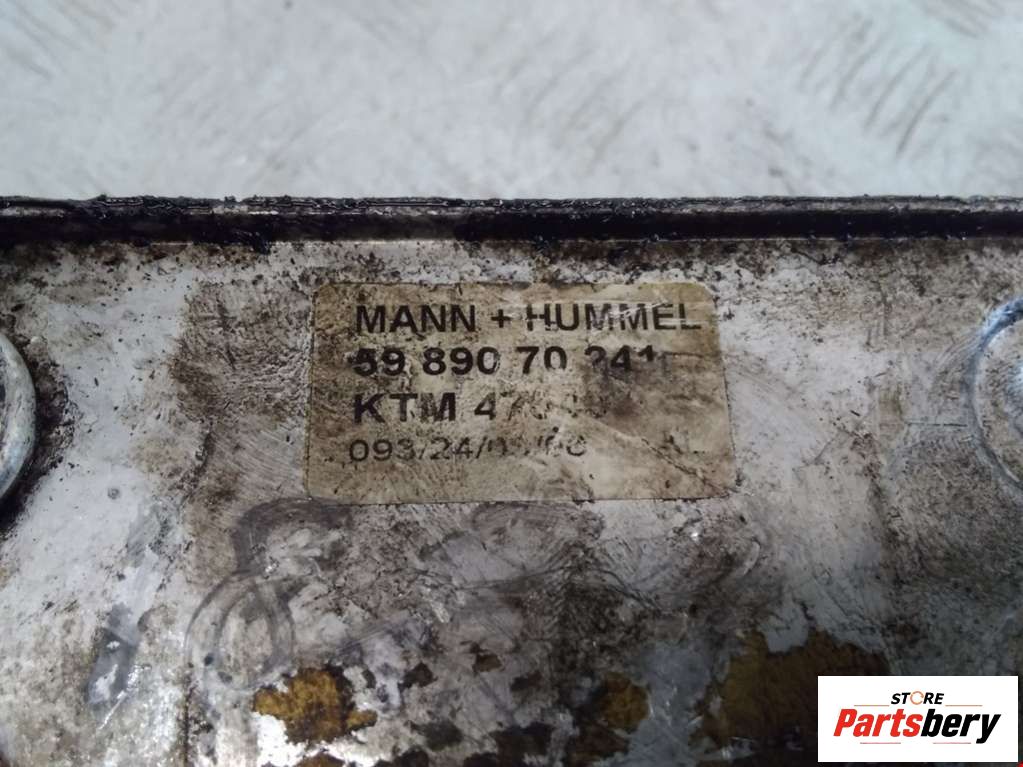 MANN + HUMMEL
59 890 70 241
KTM
STORE
Partsbery